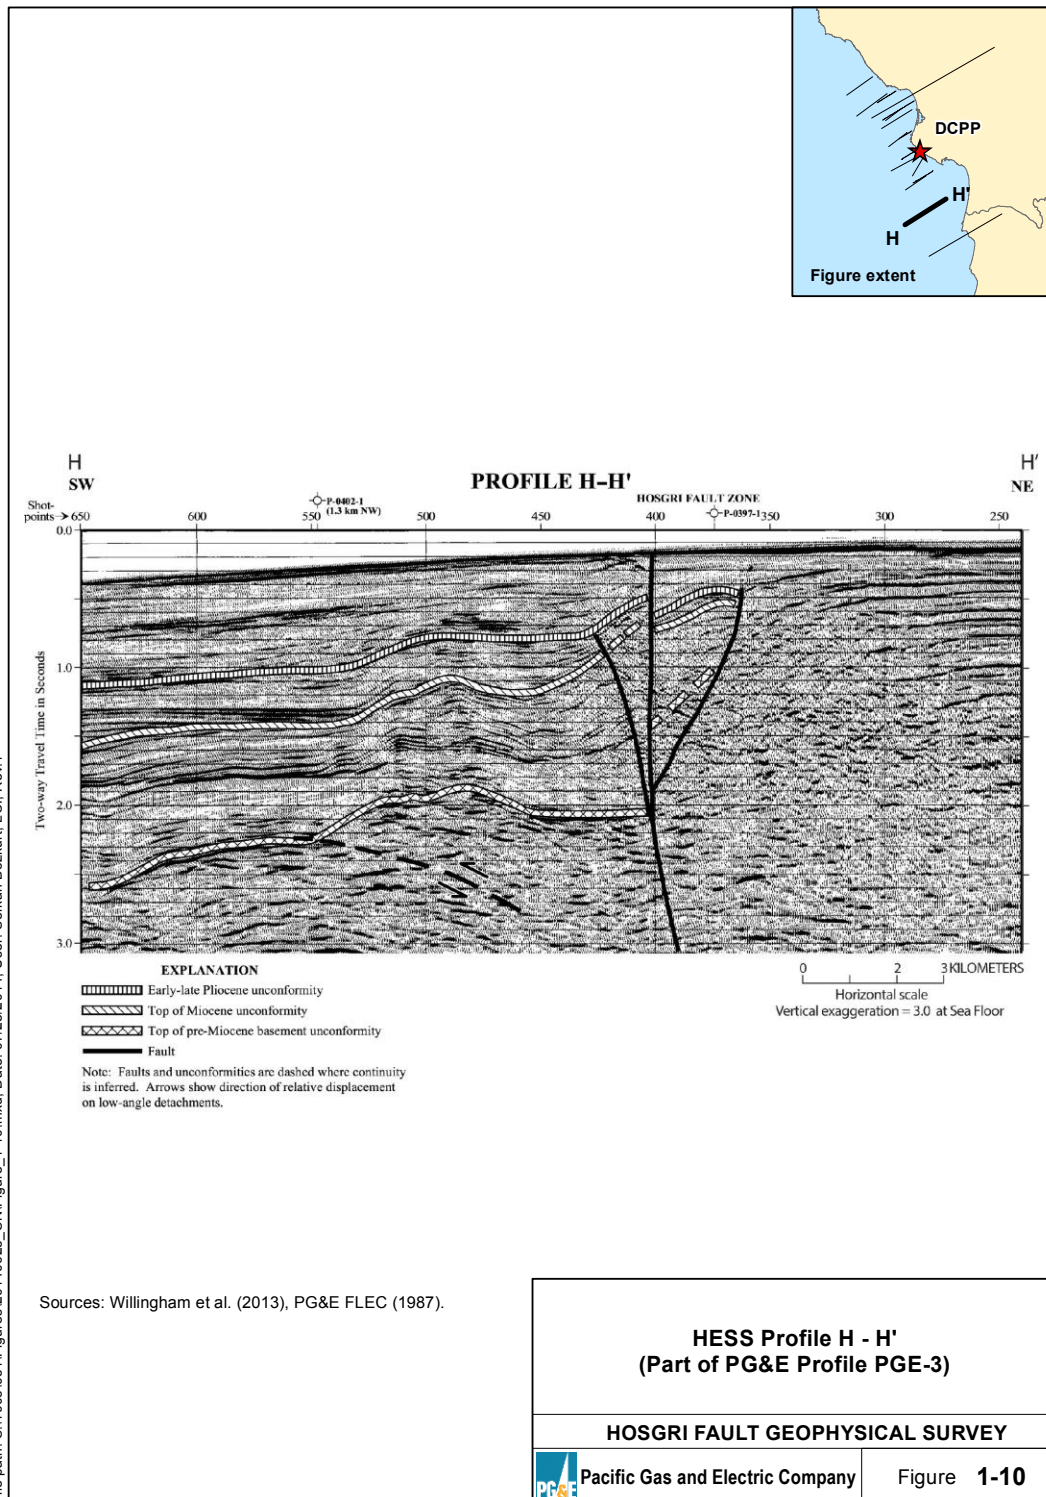 DCPP
H'
H
Figure extent
H
SW
PROFILE H–H'
H'
NE
Shot-
points
650
600
550
500
450
400
350
300
250
P-0402-1
(1.3 km NW)
HOSGRI FAULT ZONE
P-0397-1
Two-way Travel Time in Seconds
0.0
1.0
2.0
3.0
EXPLANATION
Early-late Pliocene unconformity
Top of Miocene unconformity
Top of pre-Miocene basement unconformity
Fault
Note: Faults and unconformities are dashed where continuity
is inferred. Arrows show direction of relative displacement
on low-angle detachments.
0 2 3 KILOMETERS
Horizontal scale
Vertical exaggeration = 3.0 at Sea Floor
Sources: Willingham et al. (2013), PG&E FLEC (1987).
HESS Profile H - H'
(Part of PG&E Profile PGE-3)
HOSGRI FAULT GEOPHYSICAL SURVEY
PG&E
Pacific Gas and Electric Company
Figure 1-10